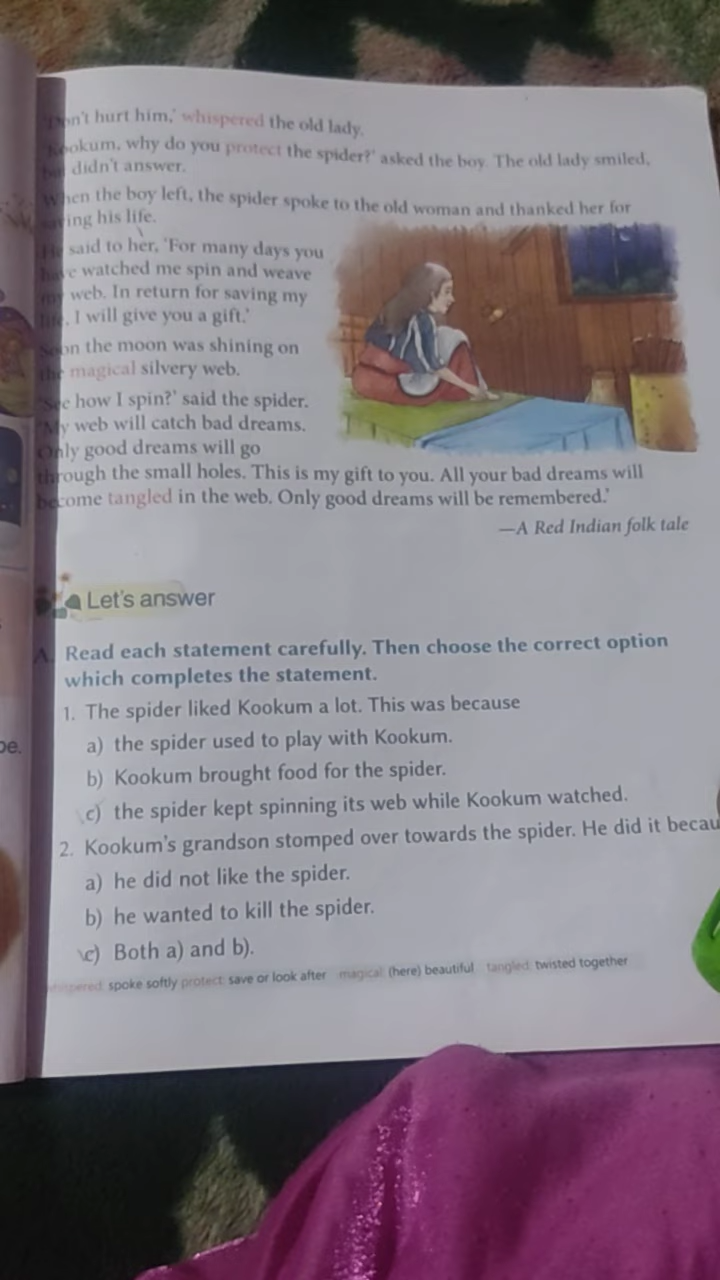 'Don't hurt him,' whispered the old lady.
'Kookum, why do you protect the spider?' asked the boy. The old lady smiled,
but didn't answer.
When the boy left, the spider spoke to the old woman and thanked her for
saving his life.
He said to her, 'For many days you
have watched me spin and weave
my web. In return for saving my
life, I will give you a gift.'
Soon the moon was shining on
the magical silvery web.
'See how I spin?' said the spider.
'My web will catch bad dreams.
Only good dreams will go
through the small holes. This is my gift to you. All your bad dreams will
become tangled in the web. Only good dreams will be remembered.'
—A Red Indian folk tale
Let's answer
A. Read each statement carefully. Then choose the correct option
which completes the statement.
1. The spider liked Kookum a lot. This was because
a) the spider used to play with Kookum.
b) Kookum brought food for the spider.
c) the spider kept spinning its web while Kookum watched.
2. Kookum's grandson stomped over towards the spider. He did it becau
a) he did not like the spider.
b) he wanted to kill the spider.
c) Both a) and b).
whispered: spoke softly protect: save or look after magical: (here) beautiful tangled: twisted together